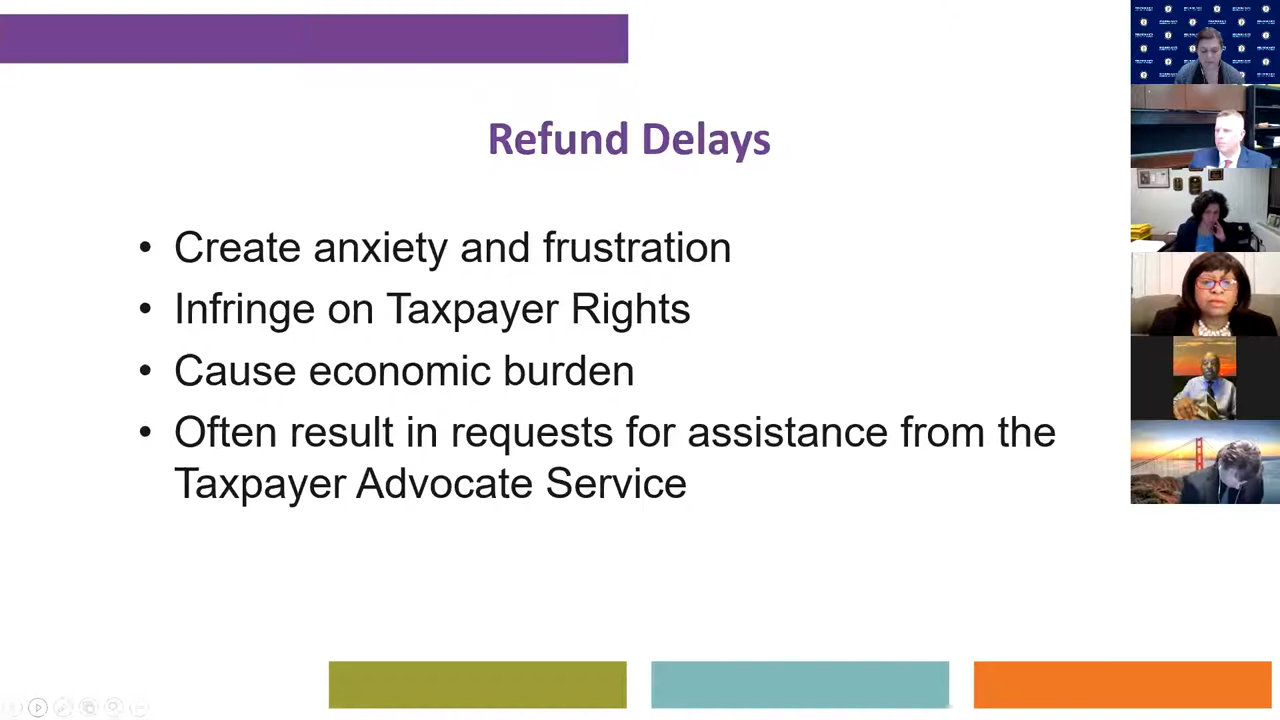 Refund Delays
• Create anxiety and frustration
• Infringe on Taxpayer Rights
• Cause economic burden
• Often result in requests for assistance from the
Taxpayer Advocate Service